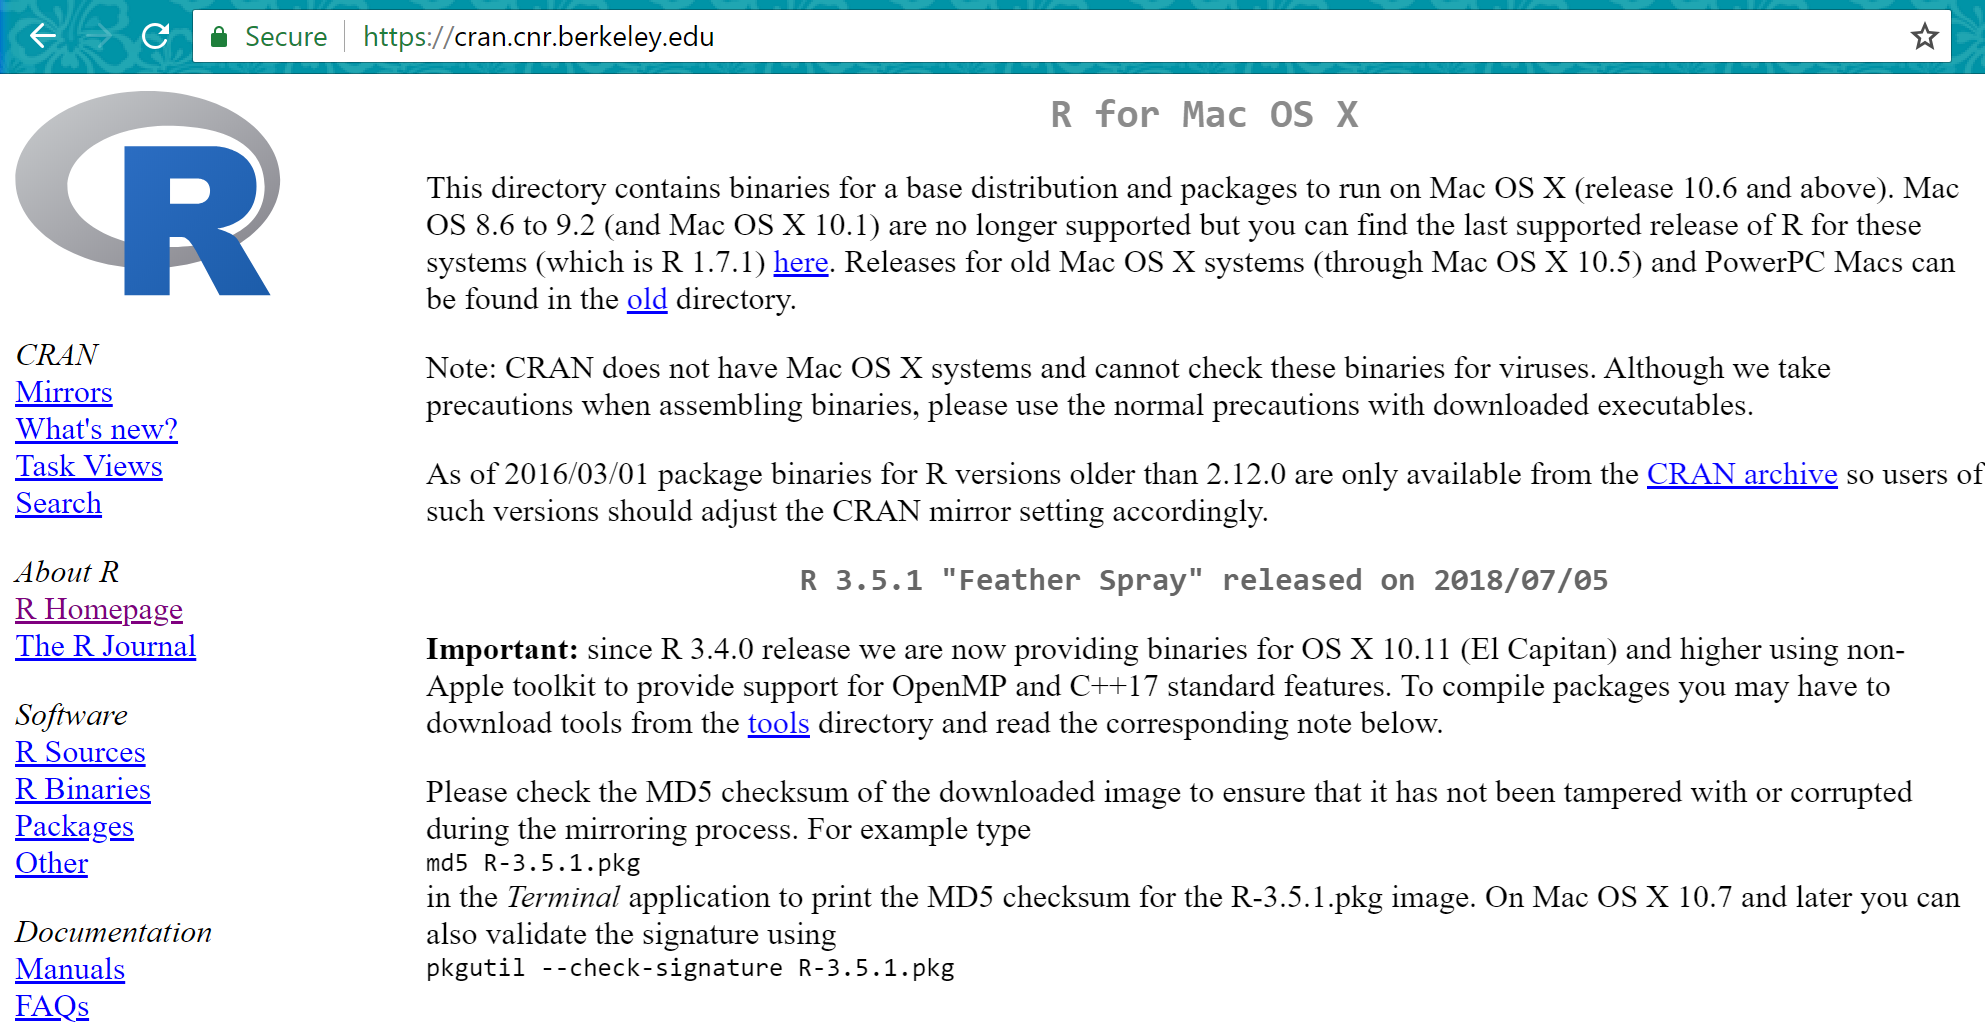 Secure https://cran.cnr.berkeley.edu
R
CRAN
Mirrors
What's new?
Task Views
Search
About R
R Homepage
The R Journal
Software
R Sources
R Binaries
Packages
Other
Documentation
Manuals
FAQs
R for Mac OS X
This directory contains binaries for a base distribution and packages to run on Mac OS X (release 10.6 and above). Mac
OS 8.6 to 9.2 (and Mac OS X 10.1) are no longer supported but you can find the last supported release of R for these
systems (which is R 1.7.1) here. Releases for old Mac OS X systems (through Mac OS X 10.5) and PowerPC Macs can
be found in the old directory.
Note: CRAN does not have Mac OS X systems and cannot check these binaries for viruses. Although we take
precautions when assembling binaries, please use the normal precautions with downloaded executables.
As of 2016/03/01 package binaries for R versions older than 2.12.0 are only available from the CRAN archive so users of
such versions should adjust the CRAN mirror setting accordingly.
R 3.5.1 "Feather Spray" released on 2018/07/05
Important: since R 3.4.0 release we are now providing binaries for OS X 10.11 (El Capitan) and higher using non-
Apple toolkit to provide support for OpenMP and C++17 standard features. To compile packages you may have to
download tools from the tools directory and read the corresponding note below.
Please check the MD5 checksum of the downloaded image to ensure that it has not been tampered with or corrupted
during the mirroring process. For example type
md5 R-3.5.1.pkg
in the Terminal application to print the MD5 checksum for the R-3.5.1.pkg image. On Mac OS X 10.7 and later you can
also validate the signature using
pkgutil --check-signature R-3.5.1.pkg